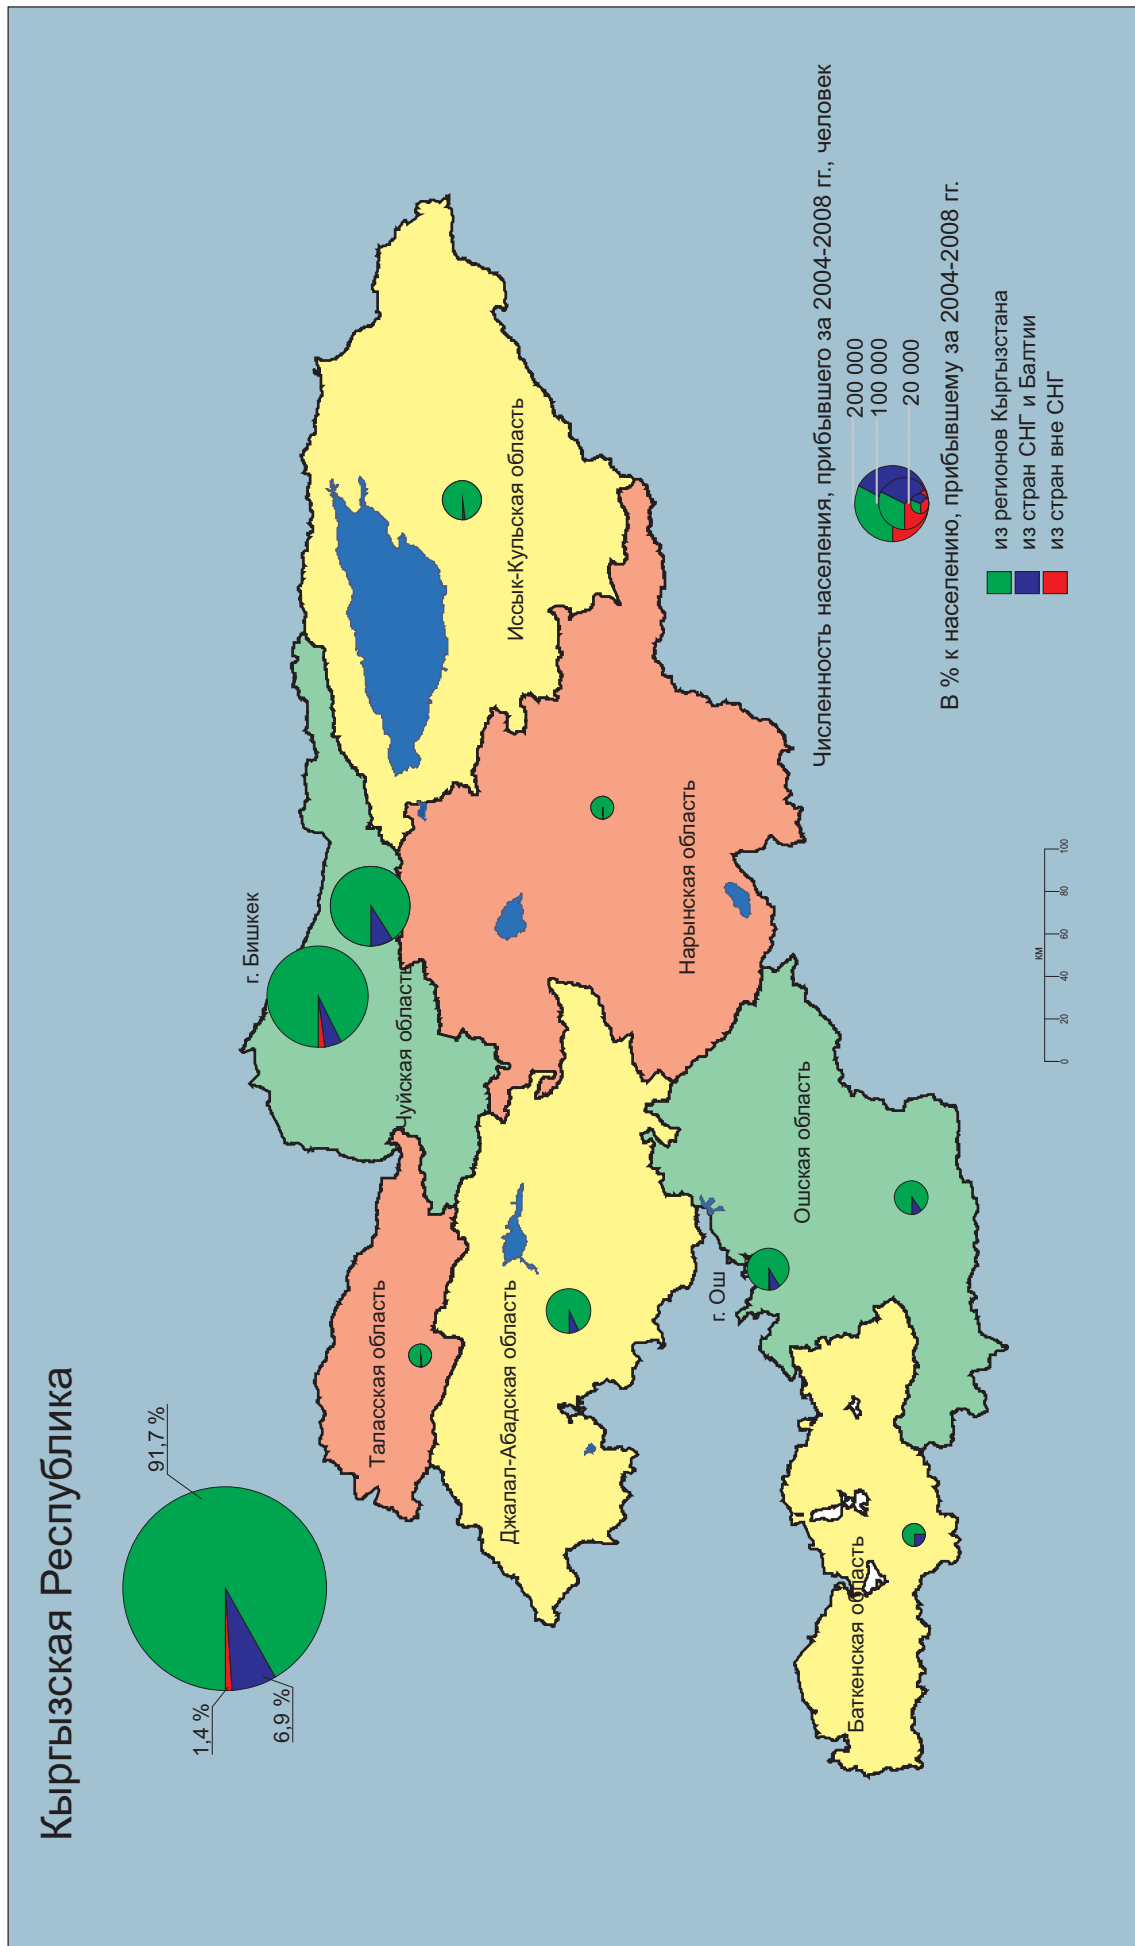 Кыргызская Республика
91,7 %
1,4 %
6,9 %
г. Бишкек
Чуйская область
Иссык-Кульская область
Таласская область
Джалал-Абадская область
Нарынская область
г. Ош
Ошская область
Баткенская область
км
0 20 40 60 80 100
Численность населения, прибывшего за 2004-2008 гг., человек
200 000
100 000
20 000
В % к населению, прибывшему за 2004-2008 гг.
из регионов Кыргызстана
из стран СНГ и Балтии
из стран вне СНГ